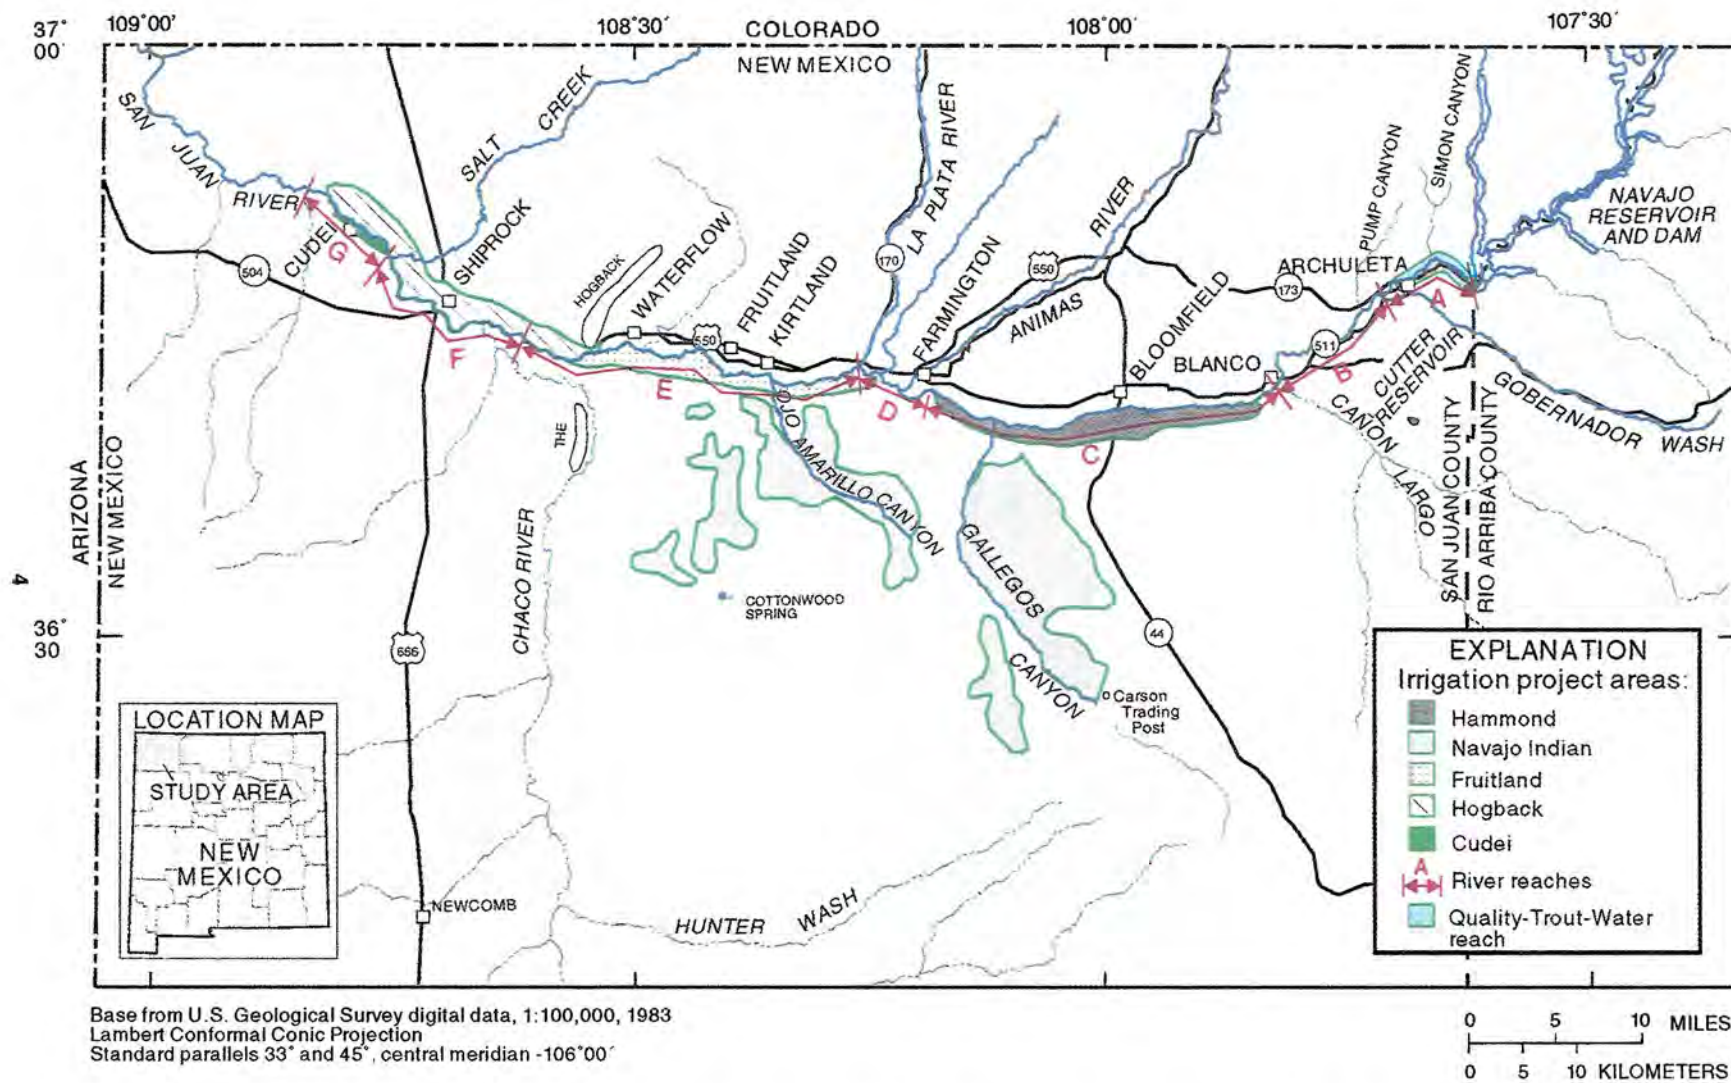 109°00′
108°30′
108°00′
107°30′
37°
00′
COLORADO
NEW MEXICO
SAN
JUAN
RIVER
SALT
CREEK
LA PLATA RIVER
RIVER
PUMP CANYON
SIMON CANYON
NAVAJO
RESERVOIR
AND DAM
504
CUDEI
G
SHIPROCK
HOGBACK
WATERFLOW
FRUITLAND
KIRTLAND
170
FARMINGTON
550
ANIMAS
BLOOMFIELD
173
ARCHULETA
A
550
F
E
D
C
BLANCO
511
B
CUTTER
RESERVOIR
CANON
LARGO
GOBERNADOR
WASH
THE
OJO
AMARILLO CANYON
ARIZONA
NEW MEXICO
CHACO RIVER
GALLEGOS
CANYON
SAN JUAN COUNTY
RIO ARRIBA COUNTY
4
COTTONWOOD
SPRING
36°
30
666
44
Carson
Trading
Post
LOCATION MAP
STUDY AREA
NEW
MEXICO
NEWCOMB
HUNTER
WASH
EXPLANATION
Irrigation project areas:
Hammond
Navajo Indian
Fruitland
Hogback
Cudei
A
River reaches
Quality-Trout-Water
reach
Base from U.S. Geological Survey digital data, 1:100,000, 1983
Lambert Conformal Conic Projection
Standard parallels 33° and 45°, central meridian -106°00′
0 5 10 MILES
0 5 10 KILOMETERS